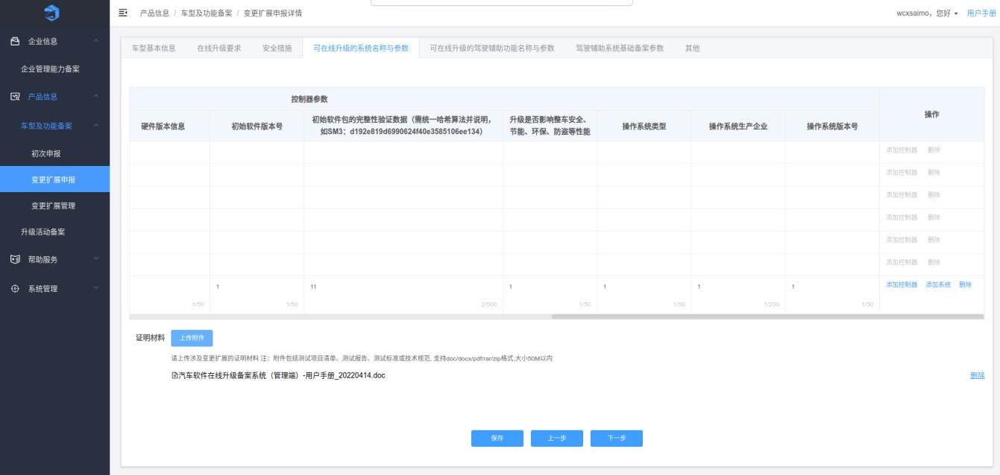 产品信息 / 车型及功能备案 / 变更扩展申报详情
wcxsaimo，您好
用户手册
企业信息
企业管理能力备案
产品信息
车型及功能备案
初次申报
变更扩展申报
变更扩展管理
升级活动备案
帮助服务
系统管理
车型基本信息 在线升级要求 安全措施 可在线升级的系统名称与参数 可在线升级的驾驶辅助功能名称与参数 驾驶辅助系统基础备案参数 其他
控制器参数
操作
硬件版本信息
初始软件版本号
初始软件包的完整性验证数据（需统一哈希算法并说明，
如SM3：d192e819d6990624f40e3585106ee134）
升级是否影响整车安全、
节能、环保、防盗等性能
操作系统类型
操作系统生产企业
操作系统版本号
添加控制器 删除
添加控制器 删除
添加控制器 删除
添加控制器 删除
添加控制器 删除
添加控制器 删除
1 11 1 1 1 1 添加控制器 添加系统 删除
1/50 1/50 2/500 1/50 1/50 1/200 1/50
证明材料 上传附件
请上传涉及变更扩展的证明材料 注：附件包括测试项目清单、测试报告、测试标准或技术规范, 支持doc/docx/pdf/rar/zip格式,大小50M以内
汽车软件在线升级备案系统（管理端）-用户手册_20220414.doc 删除
保存 上一步 下一步